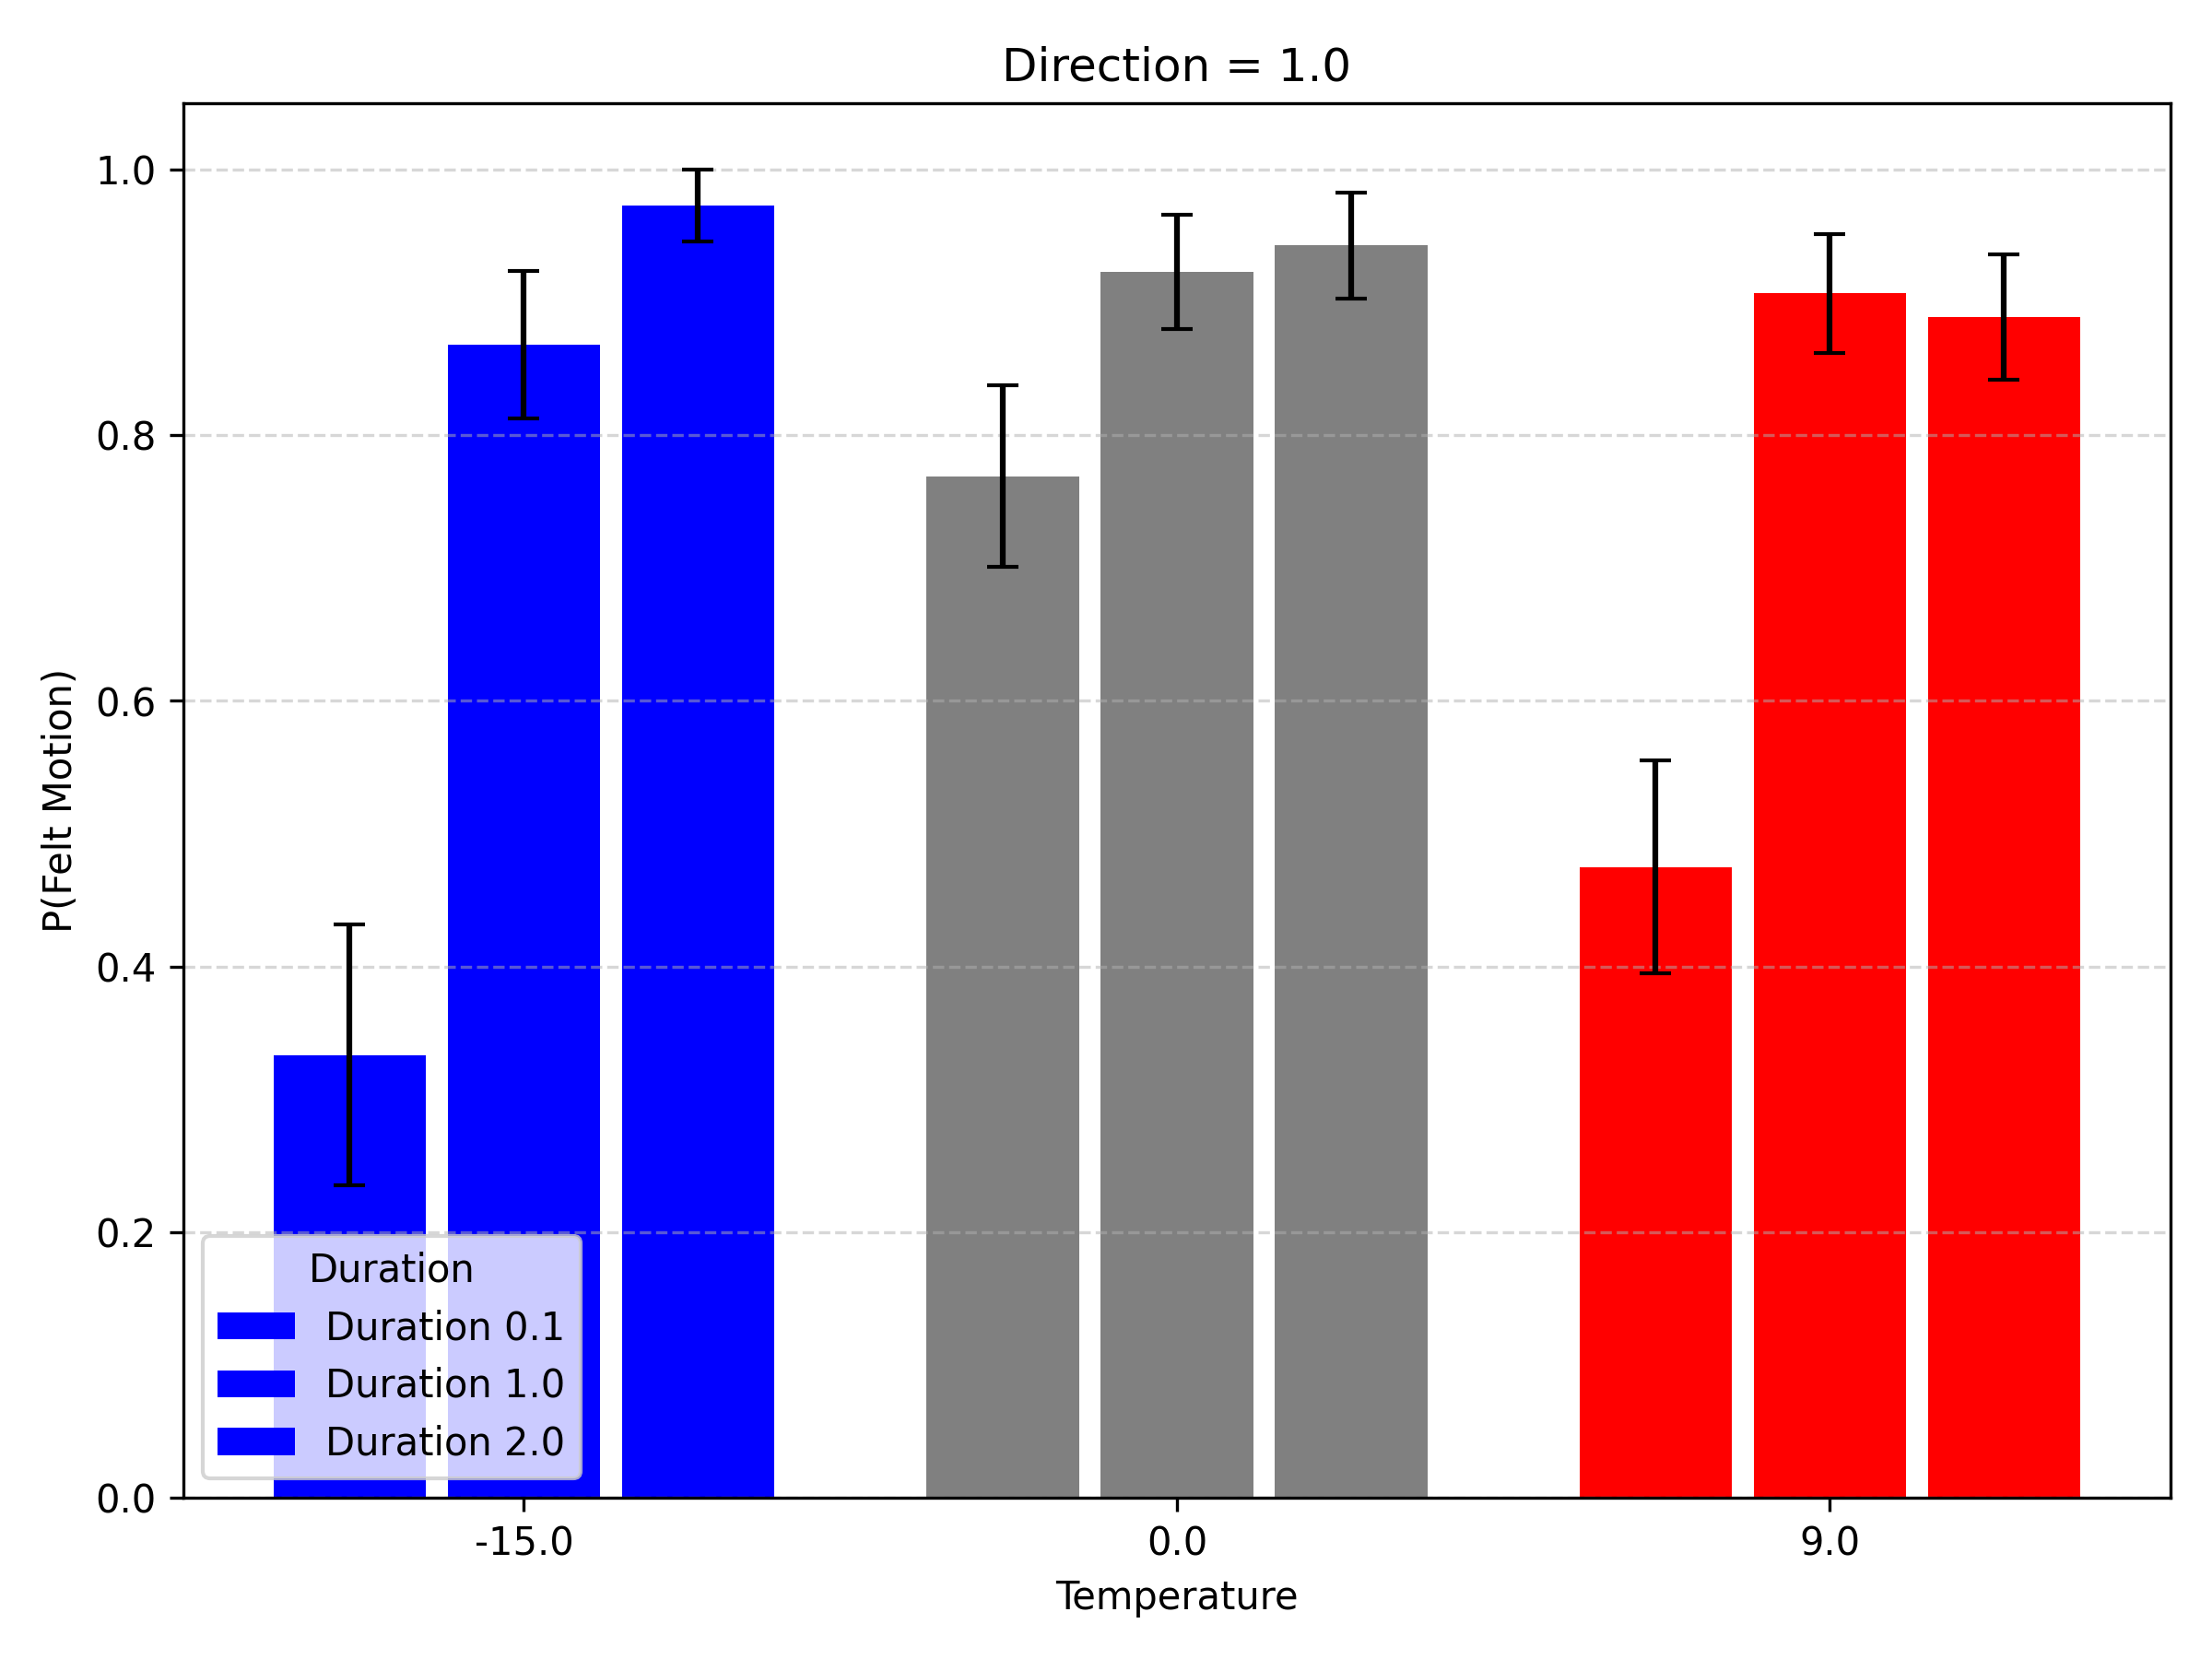 Direction = 1.0
1.0
0.8
0.6
0.4
0.2
0.0
P(Felt Motion)
Duration
Duration 0.1
Duration 1.0
Duration 2.0
-15.0 0.0 9.0
Temperature